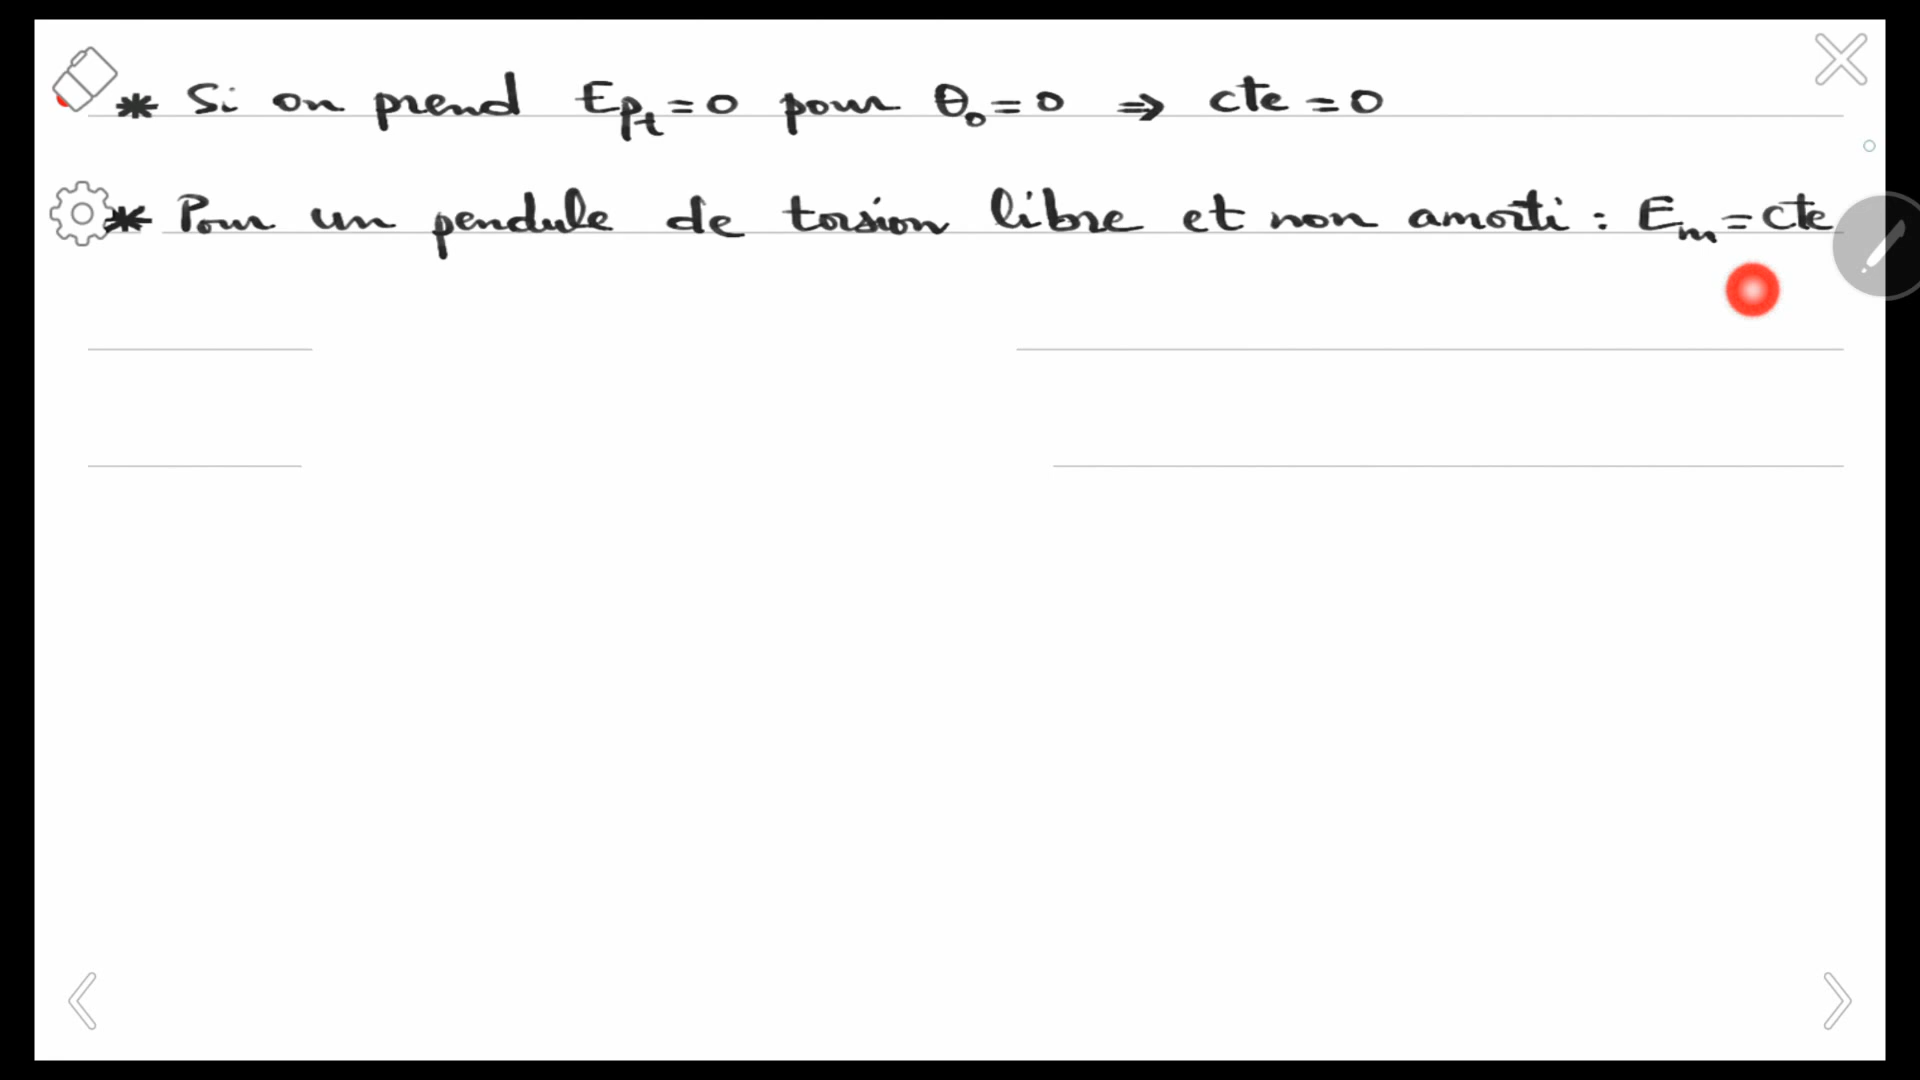 * Si on prend Ept = 0 pour θ₀ = 0 ⇒ cte = 0
* Pour un pendule de torsion libre et non amorti : Em = cte